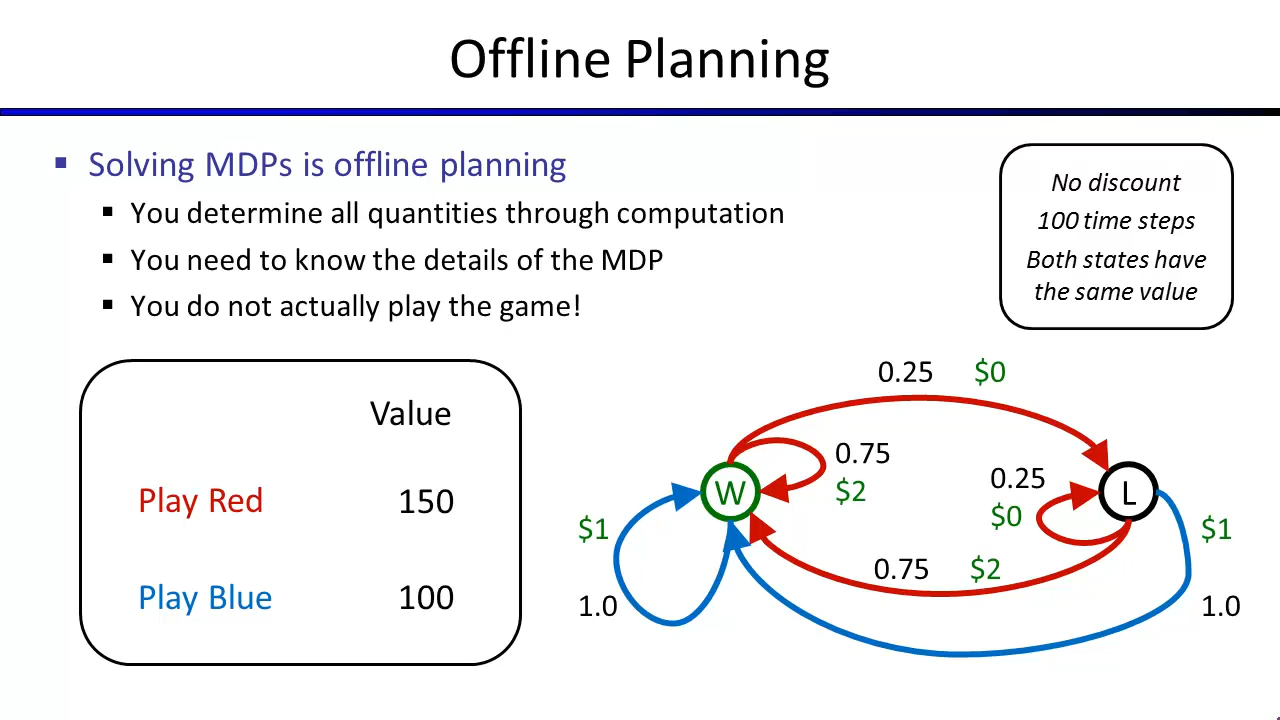 Offline Planning
▪ Solving MDPs is offline planning
▪ You determine all quantities through computation
▪ You need to know the details of the MDP
▪ You do not actually play the game!
No discount
100 time steps
Both states have
the same value
Value
Play Red 150
Play Blue 100
0.25 $0
0.75
$2
0.25
$0
W
L
$1
$1
0.75 $2
1.0
1.0